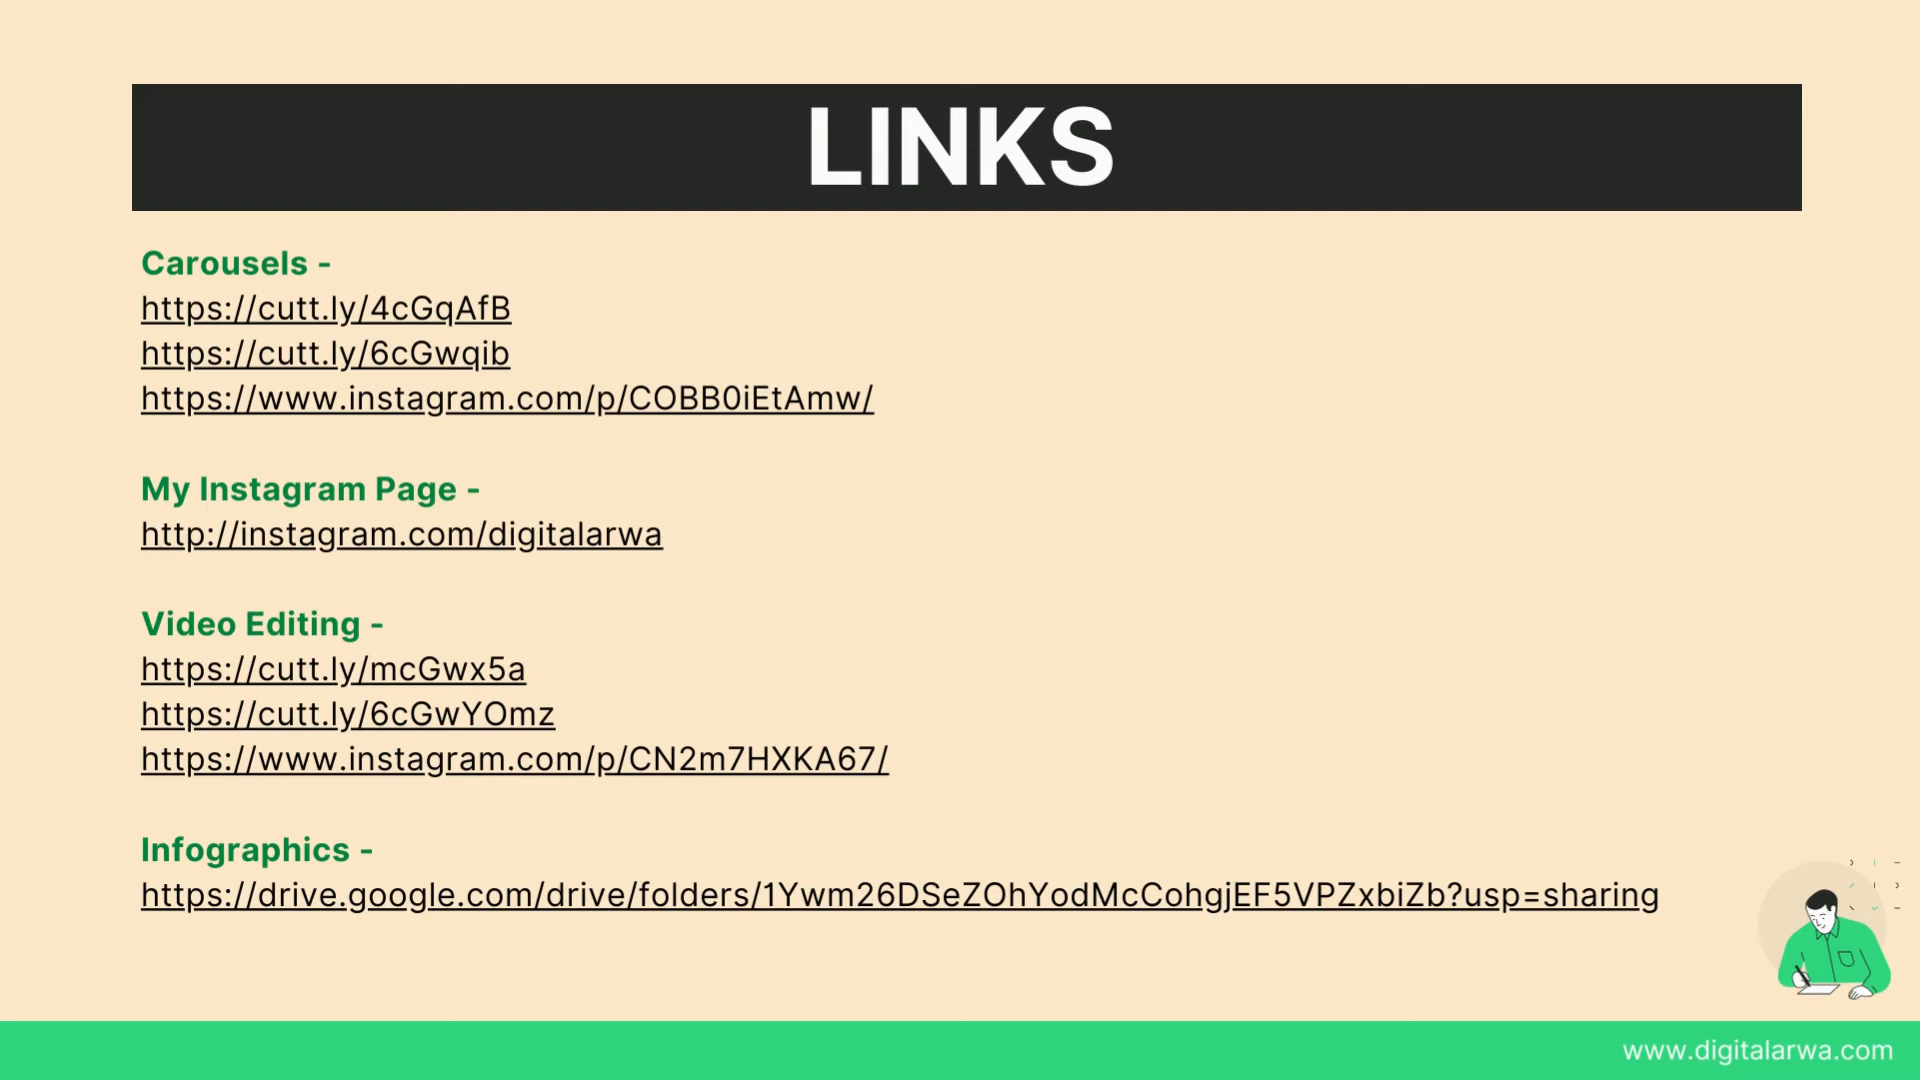 LINKS
Carousels -
https://cutt.ly/4cGqAfB
https://cutt.ly/6cGwqib
https://www.instagram.com/p/COBB0iEtAmw/
My Instagram Page -
http://instagram.com/digitalarwa
Video Editing -
https://cutt.ly/mcGwx5a
https://cutt.ly/6cGwYOmz
https://www.instagram.com/p/CN2m7HXKA67/
Infographics -
https://drive.google.com/drive/folders/1Ywm26DSeZOhYodMcCohgjEF5VPZxbiZb?usp=sharing
www.digitalarwa.com